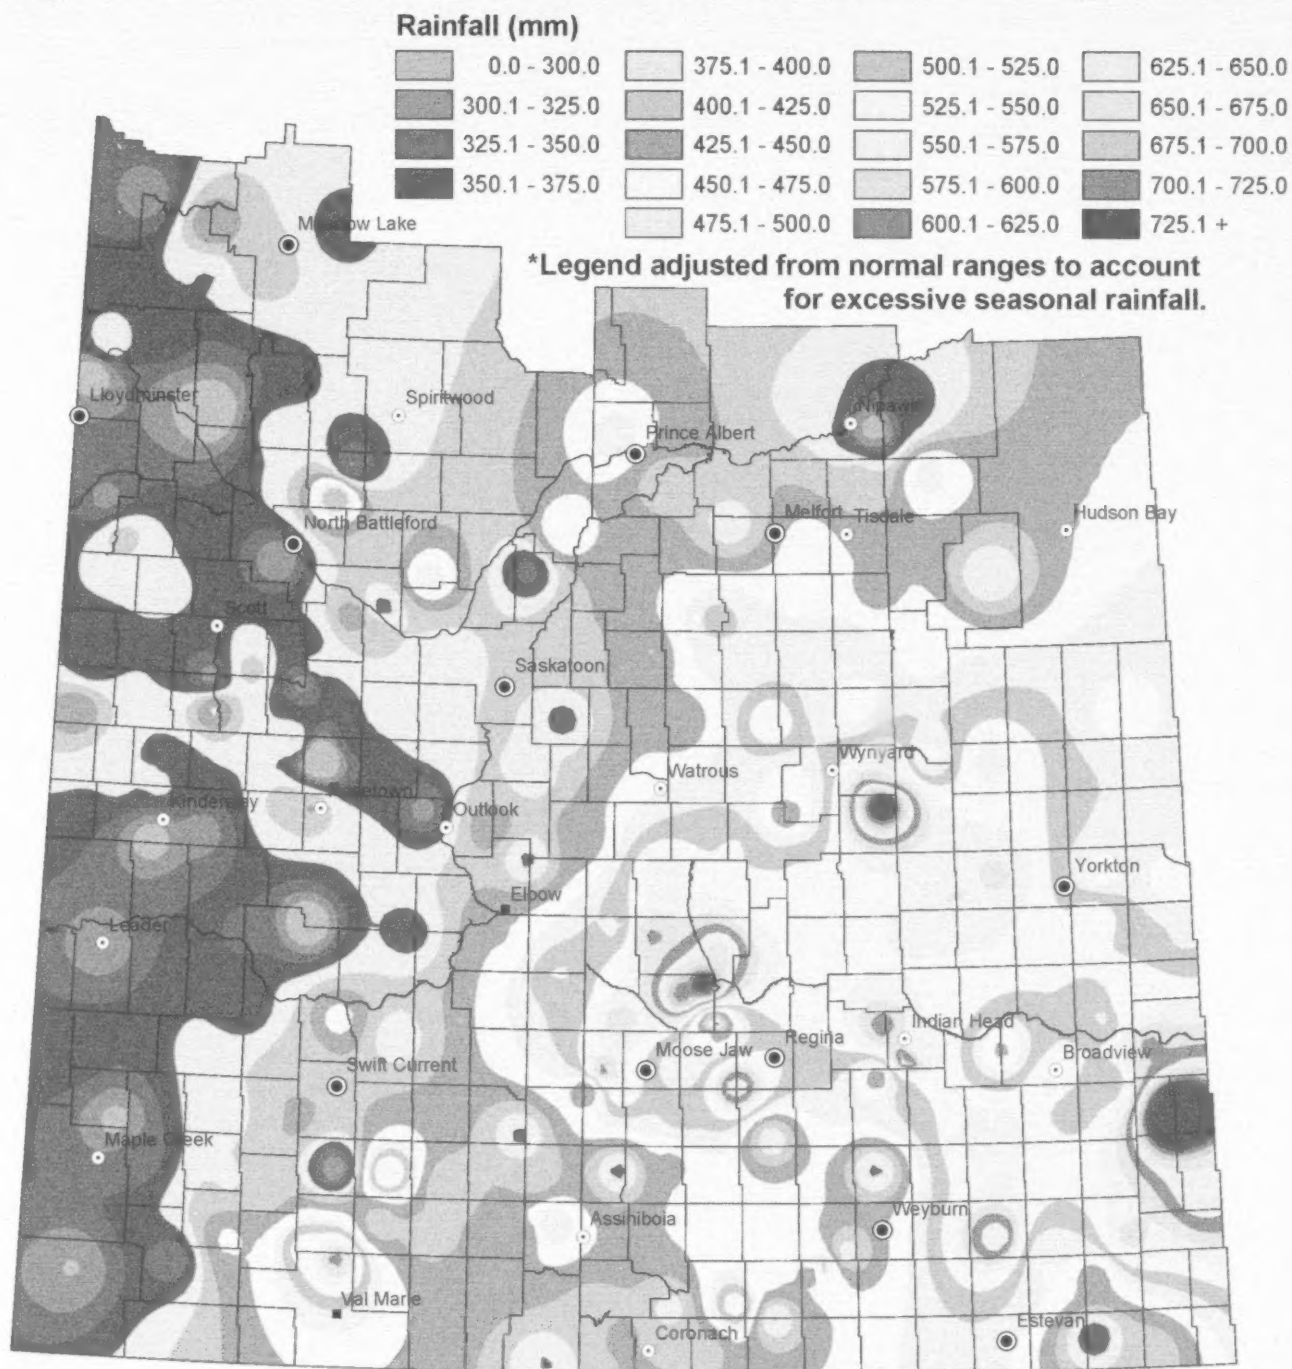 Rainfall (mm)
0.0 - 300.0
300.1 - 325.0
325.1 - 350.0
350.1 - 375.0
375.1 - 400.0
400.1 - 425.0
425.1 - 450.0
450.1 - 475.0
475.1 - 500.0
500.1 - 525.0
525.1 - 550.0
550.1 - 575.0
575.1 - 600.0
600.1 - 625.0
625.1 - 650.0
650.1 - 675.0
675.1 - 700.0
700.1 - 725.0
725.1 +
*Legend adjusted from normal ranges to account
for excessive seasonal rainfall.
Meadow Lake
Lloydminster
Spiritwood
Nipawin
Prince Albert
North Battleford
Melfort
Tisdale
Hudson Bay
Scott
Saskatoon
Wynyard
Watrous
Kindersley
Rosetown
Outlook
Yorkton
Elbow
Leader
Indian Head
Regina
Moose Jaw
Broadview
Swift Current
Maple Creek
Assiniboia
Weyburn
Val Marie
Estevan
Coronach